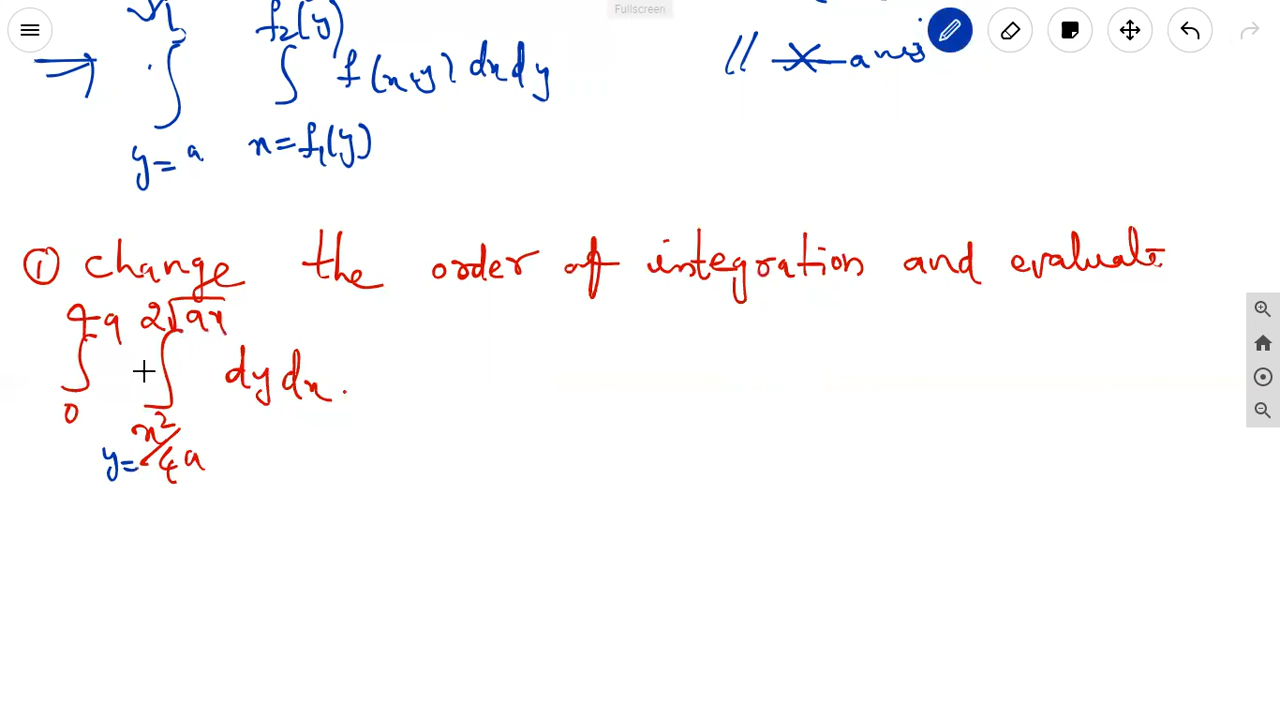 Fullscreen
⇒ ∫_{y=a}^{b} ∫_{x=f₁(y)}^{f₂(y)} f(x,y) dx dy // X-axis
① change the order of integration and evaluate
∫_{0}^{4a} ∫_{y=x²/4a}^{2√ax} dy dx.